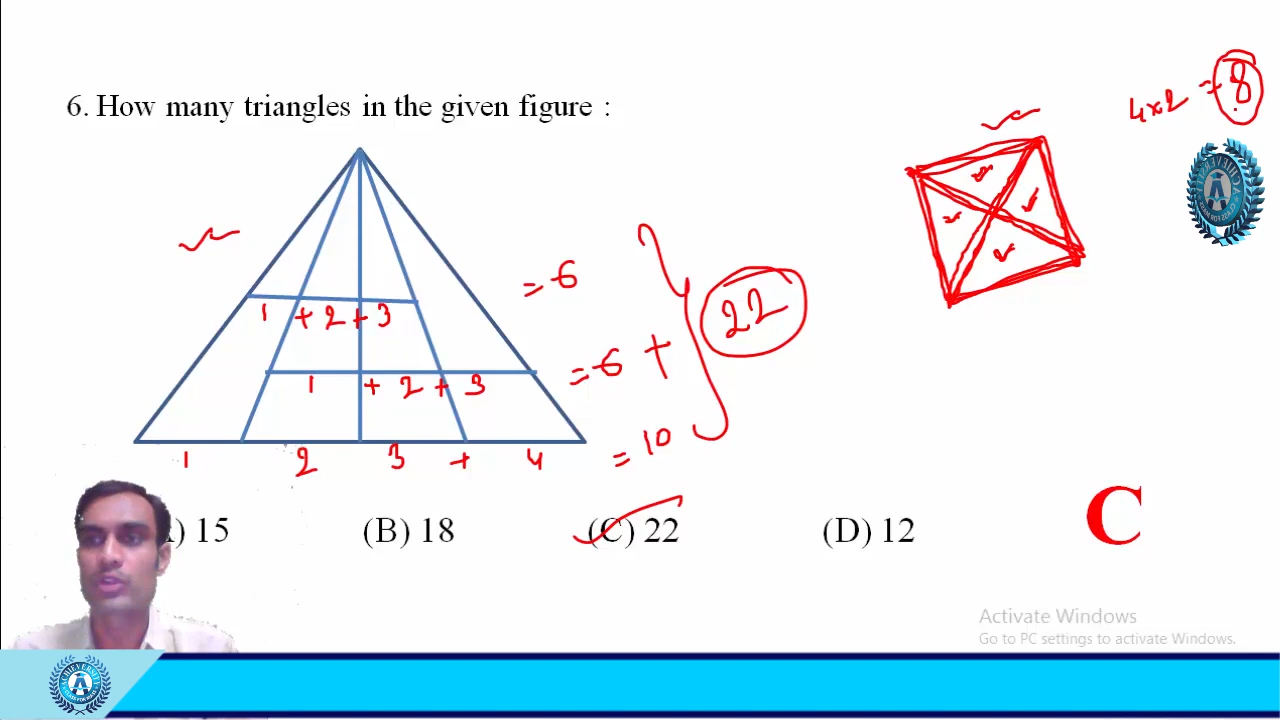 6. How many triangles in the given figure :
4×2 = 8
1 + 2 + 3 = 6
1 + 2 + 3 = 6 +
22
1 2 3 + 4 = 10
) 15 (B) 18 (C) 22 (D) 12
C
Activate Windows
Go to PC settings to activate Windows.